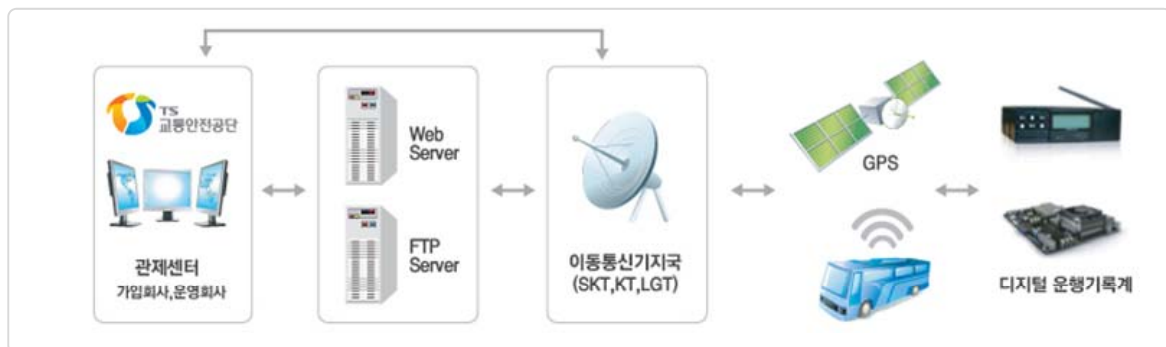 TS
교통안전공단
관제센터
가입회사,운영회사
Web
Server
FTP
Server
이동통신기지국
(SKT,KT,LGT)
GPS
디지털 운행기록계